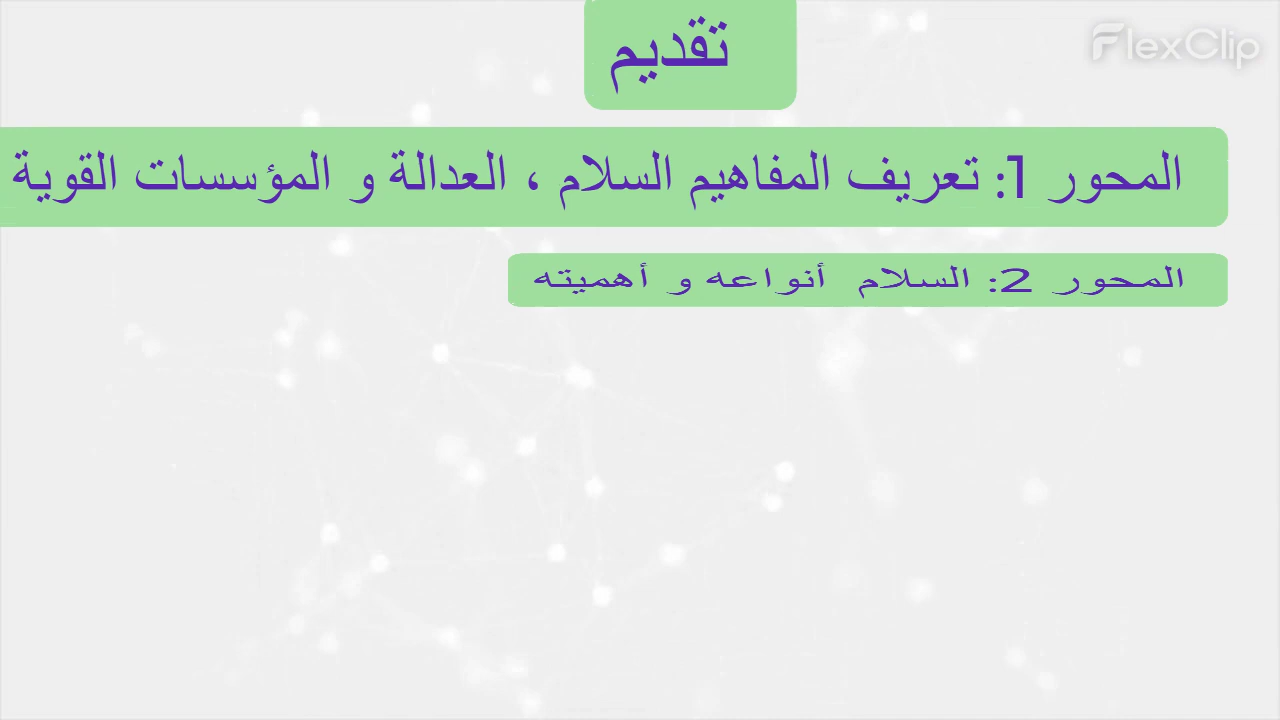 تقديم
FlexClip
المحور 1: تعريف المفاهيم السلام ، العدالة و المؤسسات القوية
المحور 2: السلام أنواعه و أهميته